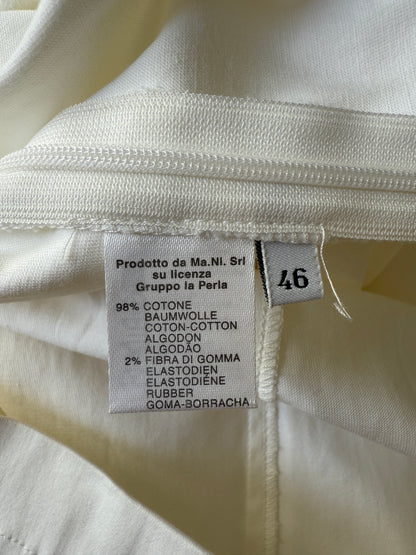 Prodotto da Ma.Ni. Srl
su licenza
Gruppo la Perla
98% COTONE
BAUMWOLLE
COTON-COTTON
ALGODON
ALGODÃO
2% FIBRA DI GOMMA
ELASTODIEN
ELASTODIÈNE
RUBBER
GOMA-BORRACHA
46